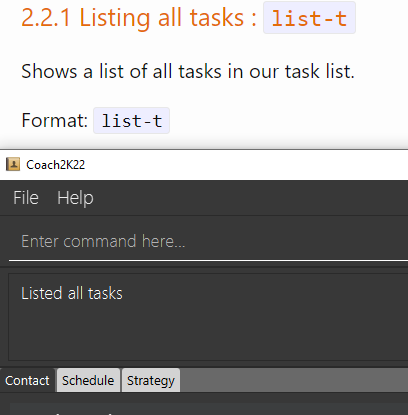 2.2.1 Listing all tasks : list-t
Shows a list of all tasks in our task list.
Format: list-t
Coach2K22
File Help
Enter command here...
Listed all tasks
Contact Schedule Strategy